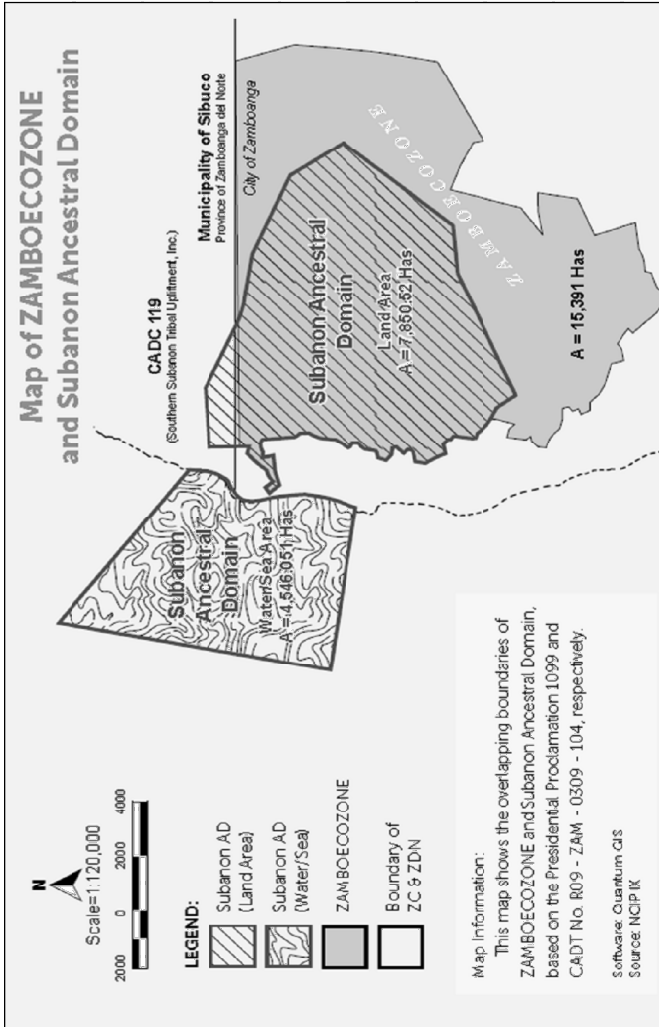 Map of ZAMBOECOZONE
and Subanon Ancestral Domain
CADC 119
(Southern Subanon Tribal Upliftment, Inc.)
Municipality of Sibuco
Province of Zamboanga del Norte
City of Zamboanga
ZAMBOECOZONE
Subanon Ancestral
Domain
Land Area
A = 7,850.52 Has
A = 15,391 Has
Subanon
Ancestral
Domain
Water/Sea Area
A = 4,546.051 Has
N
Scale=1:120,000
2000 0 2000 4000
LEGEND:
Subanon AD
(Land Area)
Subanon AD
(Water/Sea)
ZAMBOECOZONE
Boundary of
ZC & ZDN
Map Information:
This map shows the overlapping boundaries of
ZAMBOECOZONE and Subanon Ancestral Domain,
based on the Presidential Proclamation 1099 and
CADT No. R09 - ZAM - 0309 - 104, respectively.
Software: Quantum GIS
Source: NCIP IX